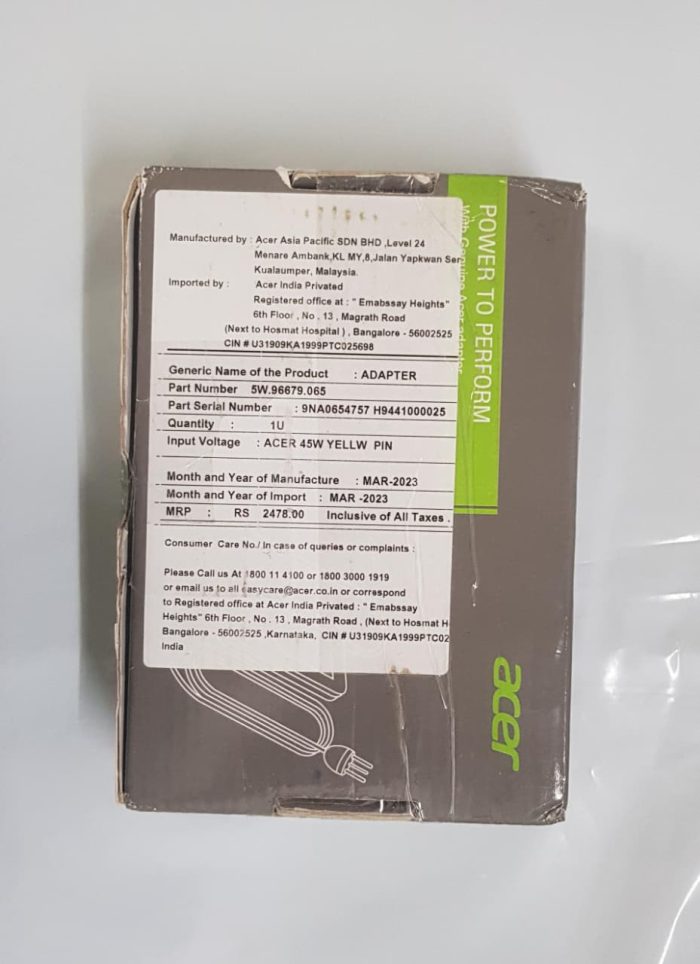 Manufactured by : Acer Asia Pacific SDN BHD ,Level 24
Menare Ambank,KL MY,8,Jalan Yapkwan Ser
Kualaumper, Malaysia.
Imported by : Acer India Privated
Registered office at : " Emabssay Heights"
6th Floor , No. 13 , Magrath Road
(Next to Hosmat Hospital ) , Bangalore - 56002525
CIN # U31909KA1999PTC025698
Generic Name of the Product : ADAPTER
Part Number 5W.96679.065
Part Serial Number : 9NA0654757 H9441000025
Quantity : 1U
Input Voltage : ACER 45W YELLW PIN
Month and Year of Manufacture : MAR-2023
Month and Year of Import : MAR -2023
MRP : RS 2478.00 Inclusive of All Taxes .
Consumer Care No./ In case of queries or complaints :
Please Call us At 1800 11 4100 or 1800 3000 1919
or email us to all easycare@acer.co.in or correspond
to Registered office at Acer India Privated : " Emabssay
Heights" 6th Floor , No . 13 , Magrath Road , (Next to Hosmat H
Bangalore - 56002525 ,Karnataka, CIN # U31909KA1999PTC02
India
POWER TO PERFORM
With Genuine Acer adapter
acer